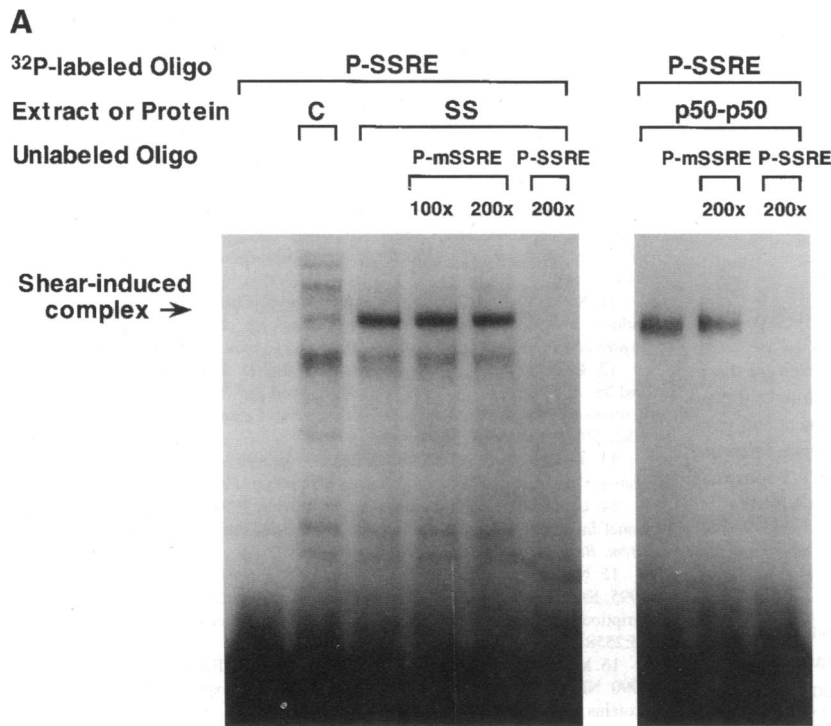 A
32P-labeled Oligo P-SSRE P-SSRE
Extract or Protein C SS p50-p50
Unlabeled Oligo P-mSSRE P-SSRE P-mSSRE P-SSRE
100x 200x 200x 200x 200x
Shear-induced
complex →